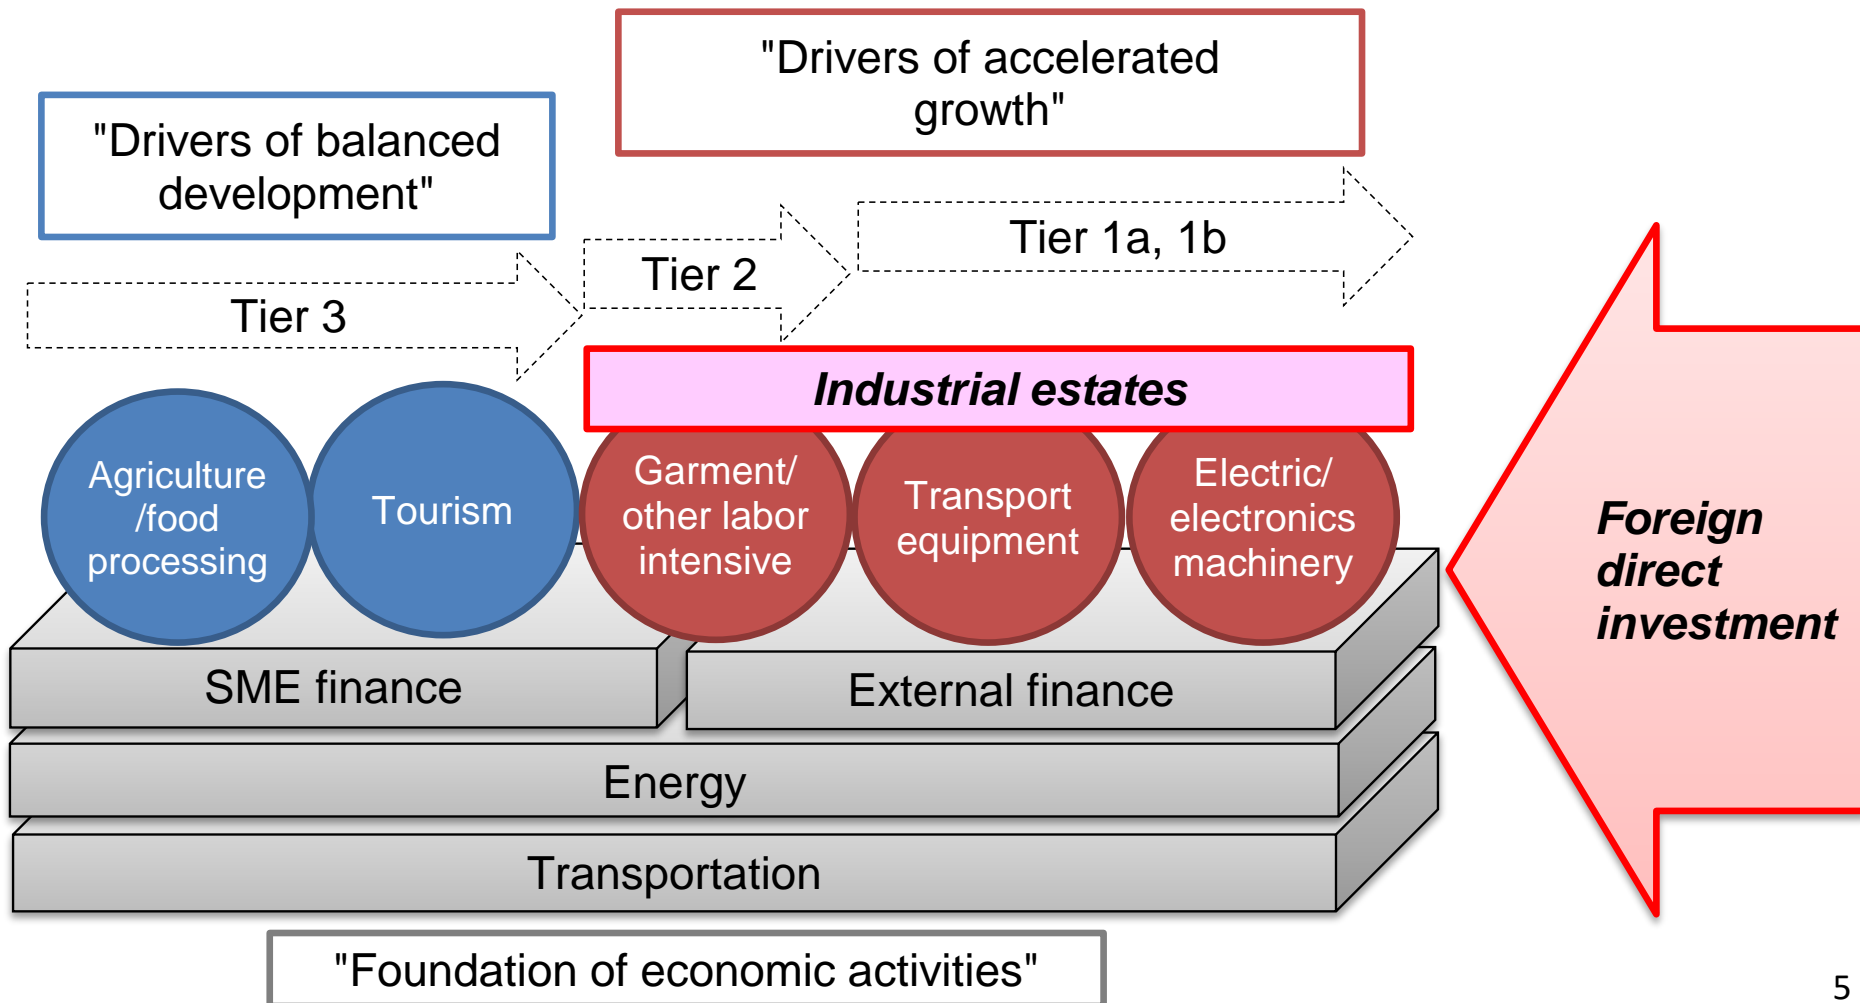 "Drivers of accelerated
growth"
"Drivers of balanced
development"
Tier 1a, 1b
Tier 2
Tier 3
Industrial estates
Agriculture
/food
processing
Tourism
Garment/
other labor
intensive
Transport
equipment
Electric/
electronics
machinery
Foreign
direct
investment
SME finance
External finance
Energy
Transportation
"Foundation of economic activities"
5